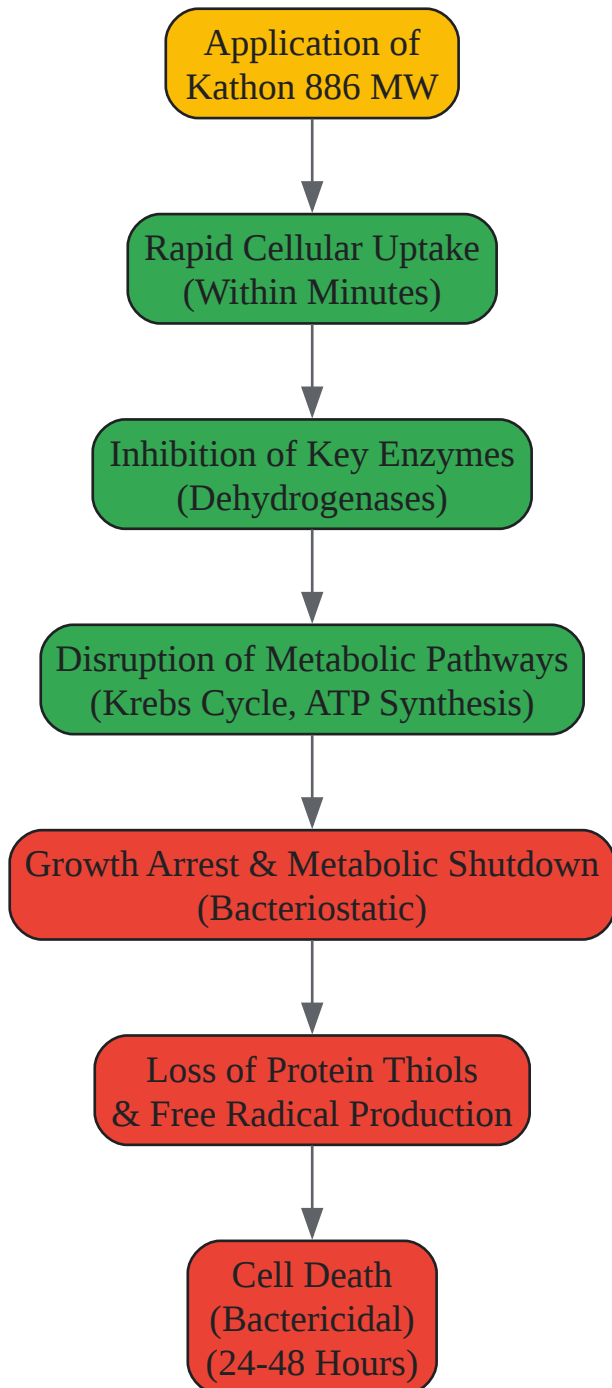 Application of
Kathon 886 MW
Rapid Cellular Uptake
(Within Minutes)
Inhibition of Key Enzymes
(Dehydrogenases)
Disruption of Metabolic Pathways
(Krebs Cycle, ATP Synthesis)
Growth Arrest & Metabolic Shutdown
(Bacteriostatic)
Loss of Protein Thiols
& Free Radical Production
Cell Death
(Bactericidal)
(24-48 Hours)